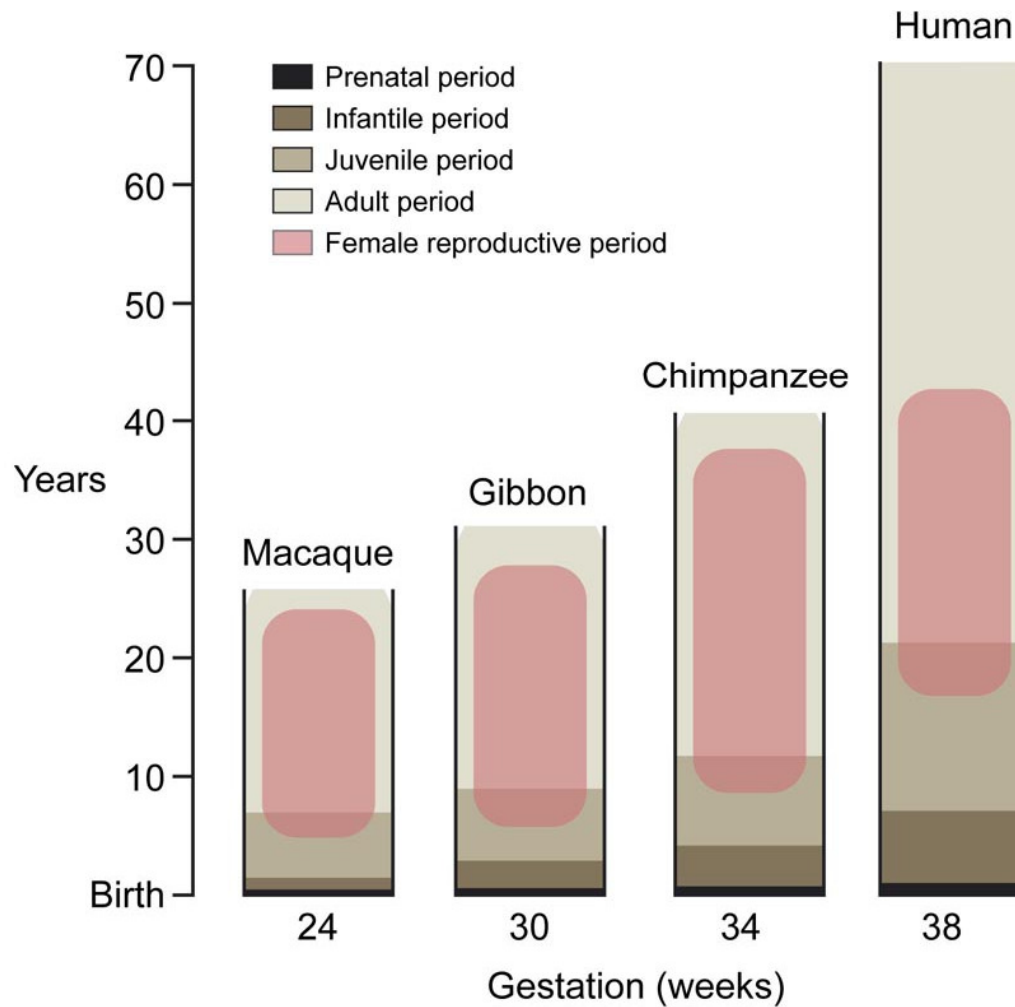 Human
70
Prenatal period
Infantile period
Juvenile period
60
Adult period
Female reproductive period
50
Chimpanzee
40
Years
Gibbon
30
Macaque
20
10
Birth
24 30 34 38
Gestation (weeks)